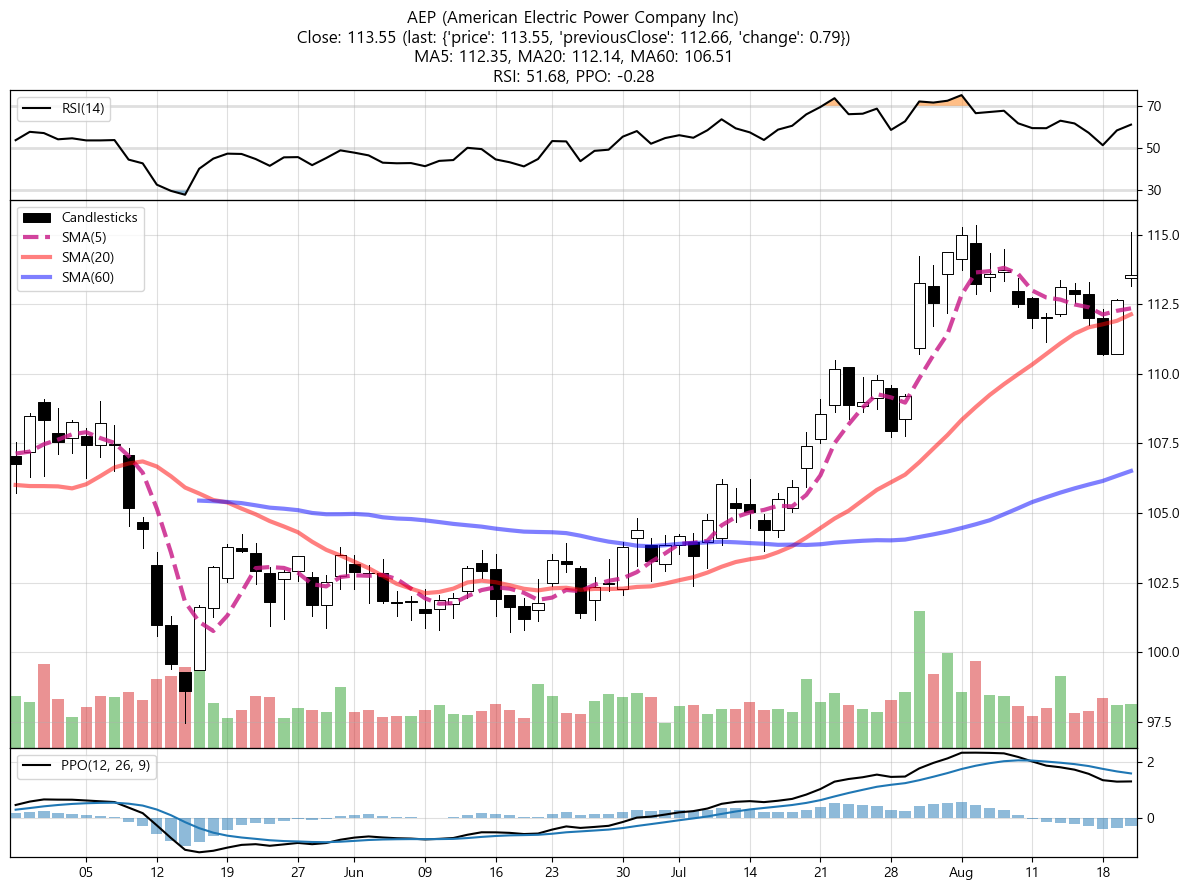 AEP (American Electric Power Company Inc)
Close: 113.55 (last: {'price': 113.55, 'previousClose': 112.66, 'change': 0.79})
MA5: 112.35, MA20: 112.14, MA60: 106.51
RSI: 51.68, PPO: -0.28
RSI(14)
70
50
30
Candlesticks
SMA(5)
SMA(20)
SMA(60)
115.0
112.5
110.0
107.5
105.0
102.5
100.0
97.5
PPO(12, 26, 9)
2
0
05 12 19 27 Jun 09 16 23 30 Jul 14 21 28 Aug 11 18